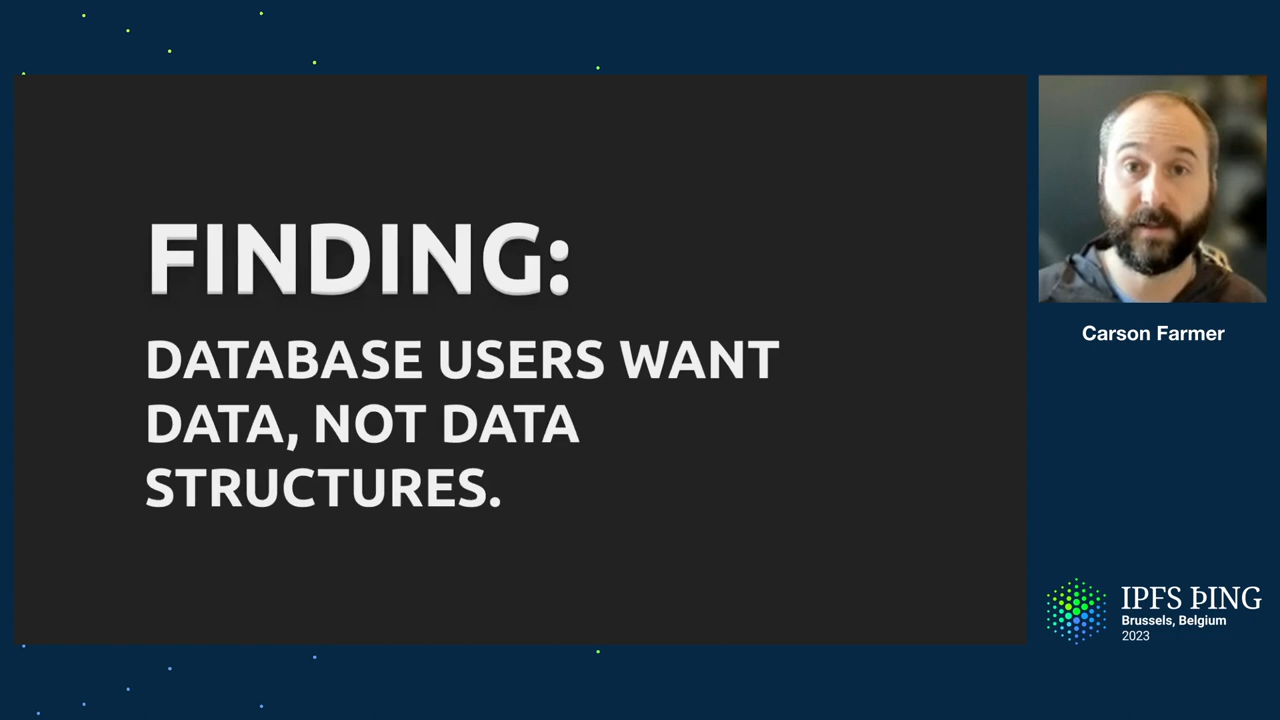 FINDING:
DATABASE USERS WANT
DATA, NOT DATA
STRUCTURES.
Carson Farmer
IPFS ÞING
Brussels, Belgium
2023